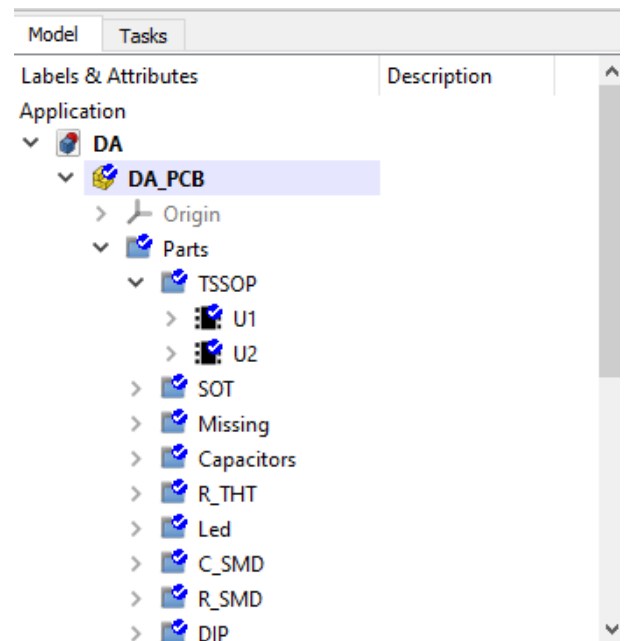 Model Tasks
Labels & Attributes Description
Application
DA
DA_PCB
Origin
Parts
TSSOP
U1
U2
SOT
Missing
Capacitors
R_THT
Led
C_SMD
R_SMD
DIP